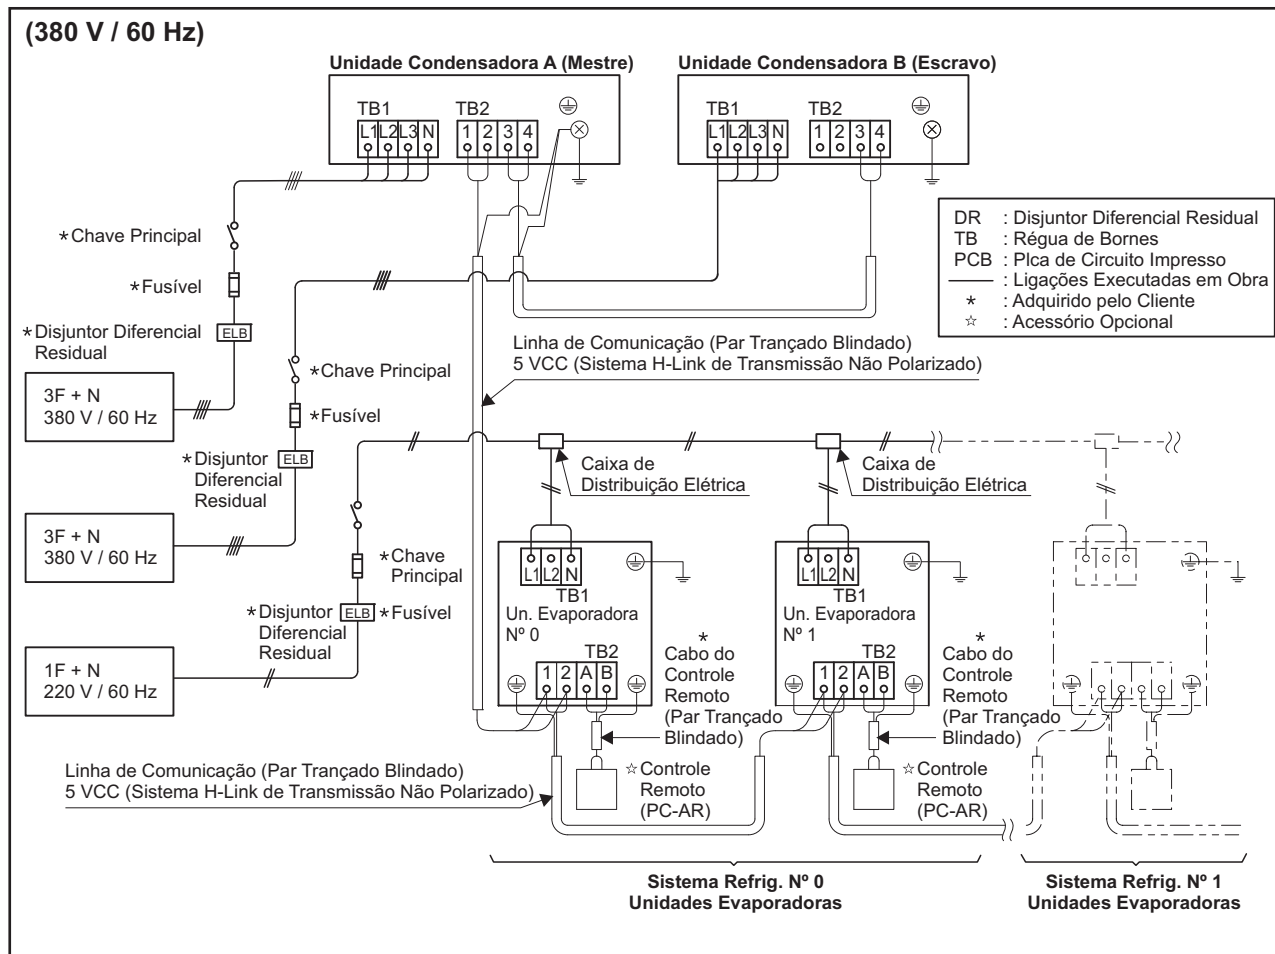 (380 V / 60 Hz)
Unidade Condensadora A (Mestre)
Unidade Condensadora B (Escravo)
TB1
TB2
L1 L2 L3 N
1 2 3 4
TB1
TB2
L1 L2 L3 N
1 2 3 4
DR : Disjuntor Diferencial Residual
TB : Régua de Bornes
PCB : Plca de Circuito Impresso
: Ligações Executadas em Obra
* : Adquirido pelo Cliente
☆ : Acessório Opcional
*Chave Principal
*Fusível
*Disjuntor Diferencial
Residual
ELB
3F + N
380 V / 60 Hz
*Chave Principal
*Fusível
*Disjuntor
Diferencial
Residual
ELB
3F + N
380 V / 60 Hz
*Chave
Principal
*Disjuntor
Diferencial
Residual
ELB
*Fusível
1F + N
220 V / 60 Hz
Linha de Comunicação (Par Trançado Blindado)
5 VCC (Sistema H-Link de Transmissão Não Polarizado)
Caixa de
Distribuição Elétrica
Caixa de
Distribuição Elétrica
L1 L2 N
TB1
Un. Evaporadora
Nº 0
TB2
1 2 A B
*
Cabo do
Controle
Remoto
(Par Trançado
Blindado)
☆Controle
Remoto
(PC-AR)
L1 L2 N
TB1
Un. Evaporadora
Nº 1
TB2
1 2 A B
*
Cabo do
Controle
Remoto
(Par Trançado
Blindado)
☆Controle
Remoto
(PC-AR)
Linha de Comunicação (Par Trançado Blindado)
5 VCC (Sistema H-Link de Transmissão Não Polarizado)
Sistema Refrig. Nº 0
Unidades Evaporadoras
Sistema Refrig. Nº 1
Unidades Evaporadoras